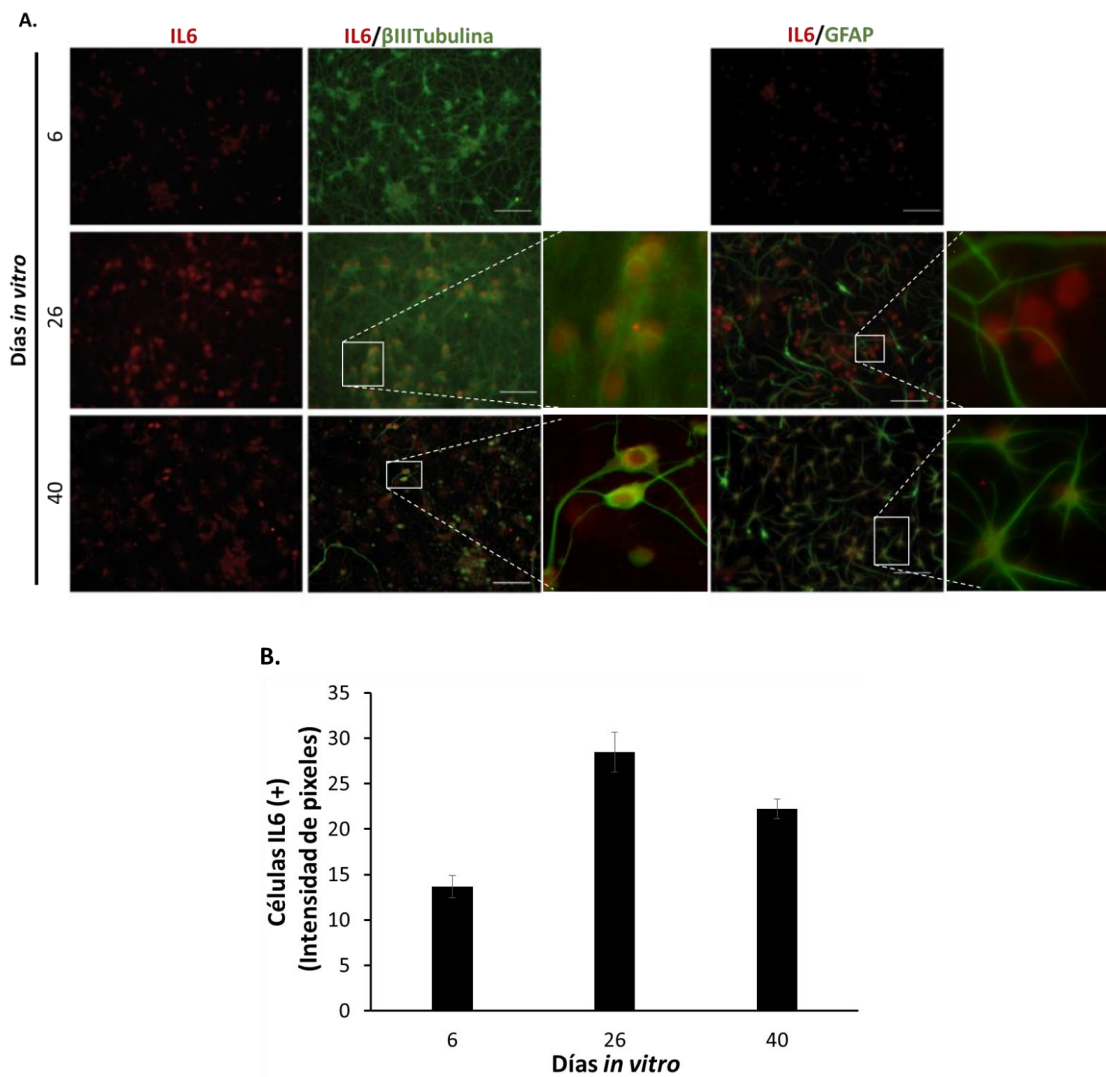 A.
IL6
IL6/βIIITubulina
IL6/GFAP
Días in vitro
6
26
40
B.
Células IL6 (+)
(Intensidad de pixeles)
35
30
25
20
15
10
5
0
6
26
40
Días in vitro